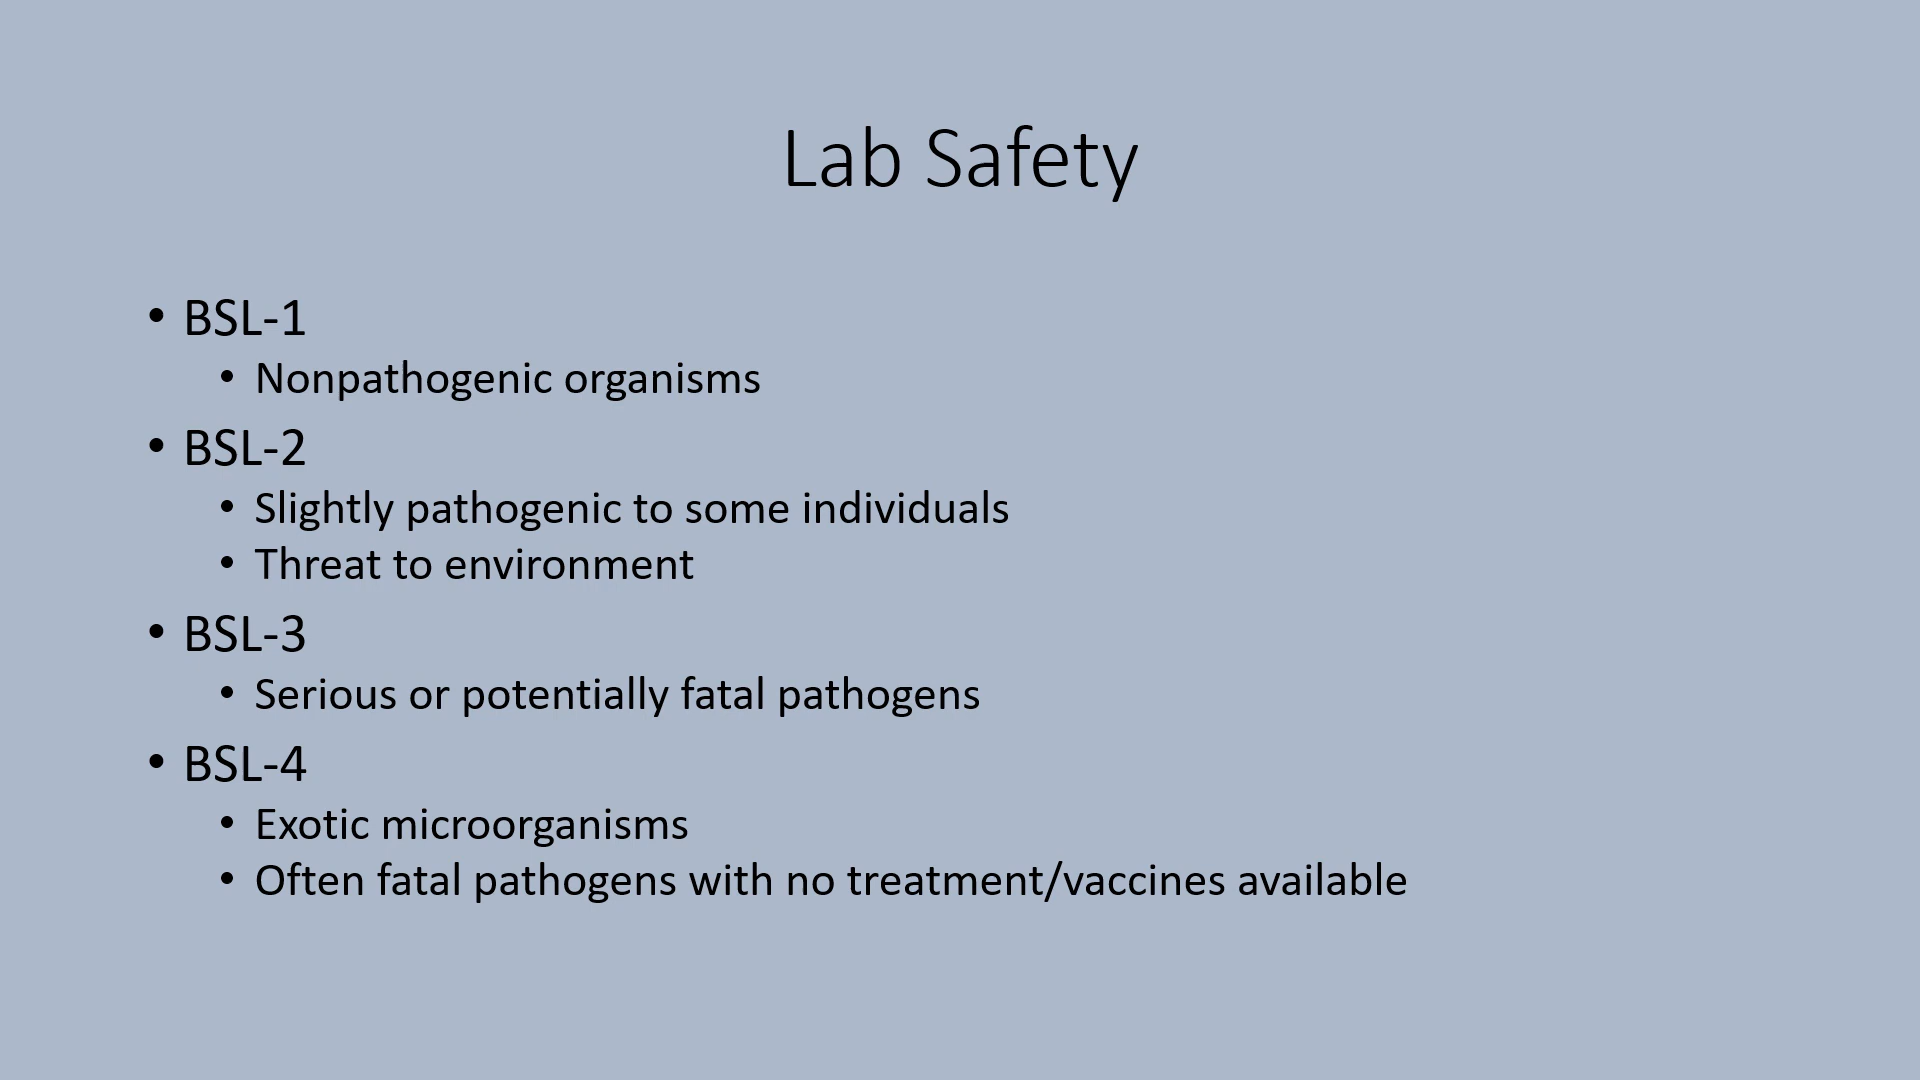 Lab Safety
• BSL-1
• Nonpathogenic organisms
• BSL-2
• Slightly pathogenic to some individuals
• Threat to environment
• BSL-3
• Serious or potentially fatal pathogens
• BSL-4
• Exotic microorganisms
• Often fatal pathogens with no treatment/vaccines available